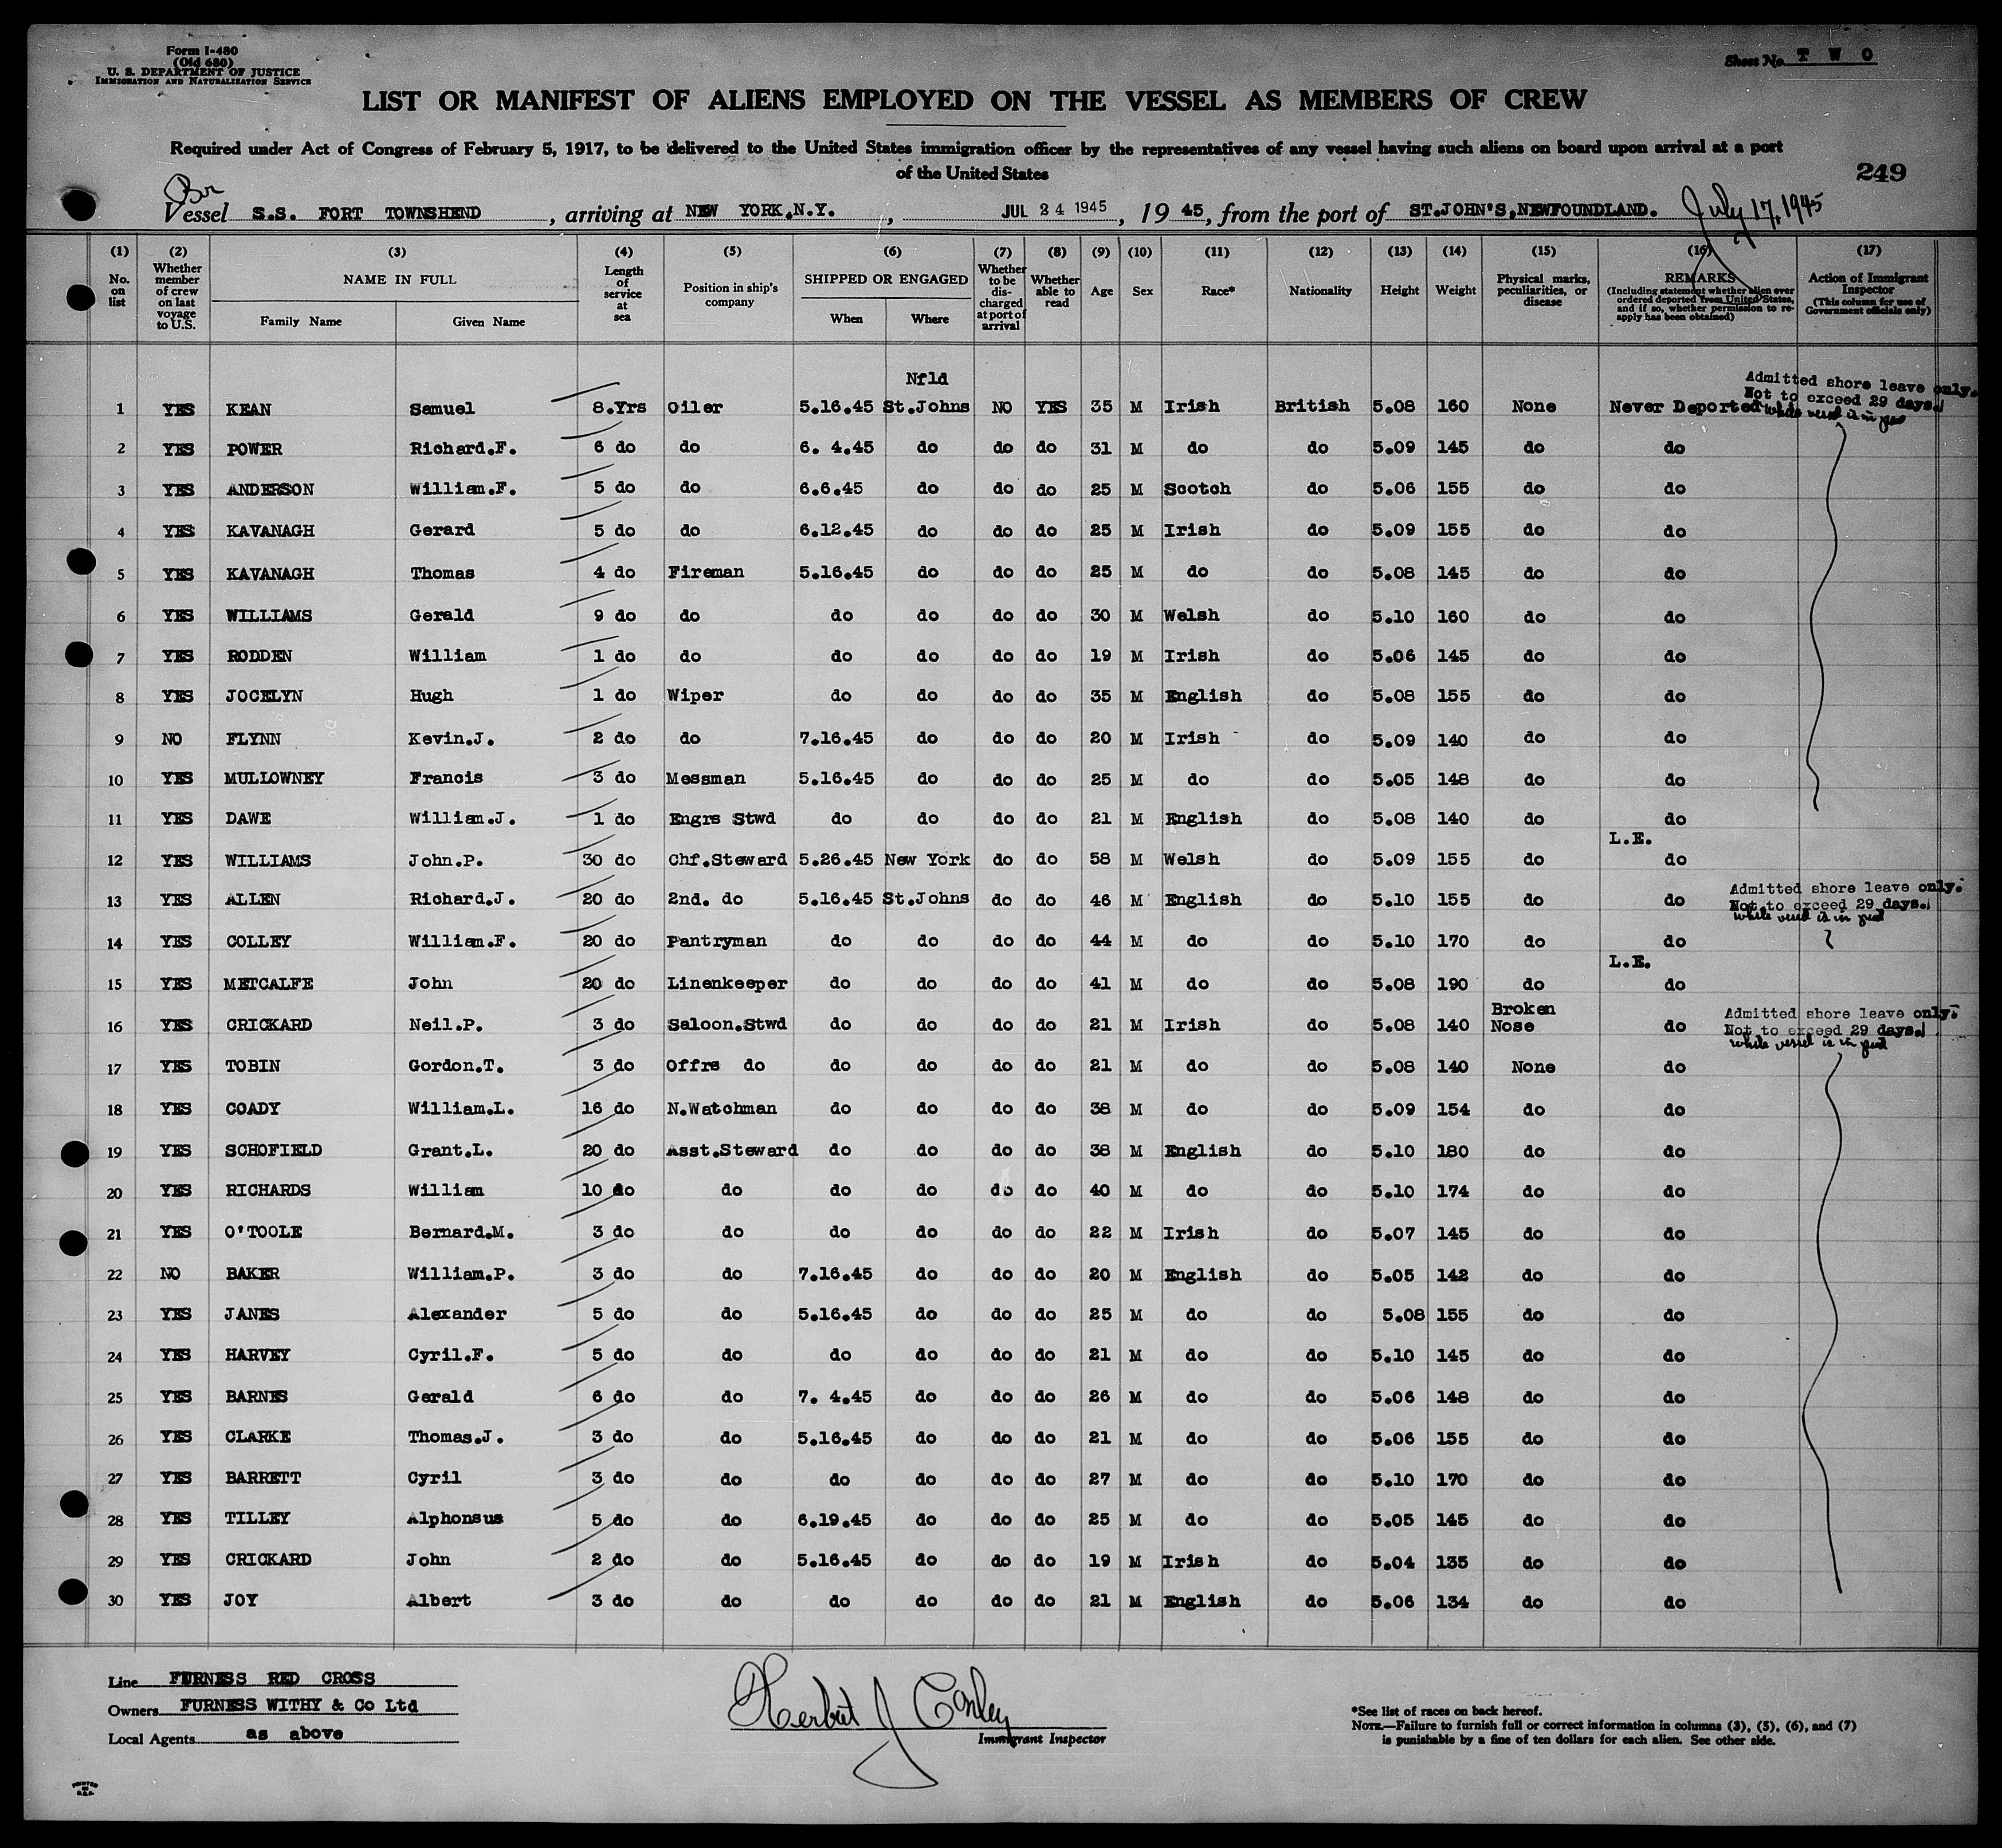 Form I-480
(Old 680)
U. S. DEPARTMENT OF JUSTICE
IMMIGRATION AND NATURALIZATION SERVICE
Sheet No. T W O
LIST OR MANIFEST OF ALIENS EMPLOYED ON THE VESSEL AS MEMBERS OF CREW
Required under Act of Congress of February 5, 1917, to be delivered to the United States immigration officer by the representatives of any vessel having such aliens on board upon arrival at a port
of the United States
249
Br
Vessel S.S. FORT TOWNSHEND, arriving at NEW YORK.N.Y., JUL 24 1945, 19 45, from the port of ST.JOHN'S,NEWFOUNDLAND. July 17, 1945
(1) (2) (3) (4) (5) (6) (7) (8) (9) (10) (11) (12) (13) (14) (15) (16) (17)
No. on list
Whether member of crew on last voyage to U.S.
NAME IN FULL
Family Name Given Name
Length of service at sea
Position in ship's company
SHIPPED OR ENGAGED
When Where
Whether to be discharged at port of arrival
Whether able to read
Age
Sex
Race*
Nationality
Height
Weight
Physical marks, peculiarities, or disease
REMARKS
(Including statement whether alien ever ordered deported from United States, and if so, whether permission to reapply has been obtained)
Action of Immigrant Inspector
(This column for use of Government officials only)
Nfld
1 YES KEAN Samuel 8.Yrs Oiler 5.16.45 St.Johns NO YES 35 M Irish British 5.08 160 None Never Deported Admitted shore leave only. Not to exceed 29 days. while vessel is in port
2 YES POWER Richard.F. 6 do do 6. 4.45 do do do 31 M do do 5.09 145 do do
3 YES ANDERSON William.F. 5 do do 6.6.45 do do do 25 M Scotch do 5.06 155 do do
4 YES KAVANAGH Gerard 5 do do 6.12.45 do do do 25 M Irish do 5.09 155 do do
5 YES KAVANAGH Thomas 4 do Fireman 5.16.45 do do do 25 M do do 5.08 145 do do
6 YES WILLIAMS Gerald 9 do do do do do do 30 M Welsh do 5.10 160 do do
7 YES RODDEN William 1 do do do do do do 19 M Irish do 5.06 145 do do
8 YES JOCELYN Hugh 1 do Wiper do do do do 35 M English do 5.08 155 do do
9 NO FLYNN Kevin.J. 2 do do 7.16.45 do do do 20 M Irish do 5.09 140 do do
10 YES MULLOWNEY Francis 3 do Messman 5.16.45 do do do 25 M do do 5.05 148 do do
11 YES DAWE William.J. 1 do Engrs Stwd do do do do 21 M English do 5.08 140 do do
L.E.
12 YES WILLIAMS John.P. 30 do Chf.Steward 5.26.45 New York do do 58 M Welsh do 5.09 155 do do
13 YES ALLEN Richard.J. 20 do 2nd. do 5.16.45 St.Johns do do 46 M English do 5.10 155 do do Admitted shore leave only. Not to exceed 29 days. while vessel is in port
14 YES COLLEY William.F. 20 do Pantryman do do do do 44 M do do 5.10 170 do do
L.E.
15 YES METCALFE John 20 do Linenkeeper do do do do 41 M do do 5.08 190 do do
16 YES CRICKARD Neil.P. 3 do Saloon.Stwd do do do do 21 M Irish do 5.08 140 Broken Nose do Admitted shore leave only. Not to exceed 29 days. while vessel is in port
17 YES TOBIN Gordon.T. 3 do Offrs do do do do do 21 M do do 5.08 140 None do
18 YES COADY William.L. 16 do N.Watchman do do do do 38 M do do 5.09 154 do do
19 YES SCHOFIELD Grant.L. 20 do Asst.Steward do do do do 38 M English do 5.10 180 do do
20 YES RICHARDS William 10 do do do do do do 40 M do do 5.10 174 do do
21 YES O'TOOLE Bernard.M. 3 do do do do do do 22 M Irish do 5.07 145 do do
22 NO BAKER William.P. 3 do do 7.16.45 do do do 20 M English do 5.05 142 do do
23 YES JANES Alexander 5 do do 5.16.45 do do do 25 M do do 5.08 155 do do
24 YES HARVEY Cyril.F. 5 do do do do do do 21 M do do 5.10 145 do do
25 YES BARNES Gerald 6 do do 7. 4.45 do do do 26 M do do 5.06 148 do do
26 YES CLARKE Thomas.J. 3 do do 5.16.45 do do do 21 M do do 5.06 155 do do
27 YES BARRETT Cyril 3 do do do do do do 27 M do do 5.10 170 do do
28 YES TILLEY Alphonsus 5 do do 6.19.45 do do do 25 M do do 5.05 145 do do
29 YES CRICKARD John 2 do do 5.16.45 do do do 19 M Irish do 5.04 135 do do
30 YES JOY Albert 3 do do do do do do 21 M English do 5.06 134 do do
Line FURNESS RED CROSS
Owners FURNESS WITHY & Co Ltd
Local Agents as above
Herbert J Conley
Immigrant Inspector
*See list of races on back hereof.
NOTE.—Failure to furnish full or correct information in columns (3), (5), (6), and (7)
is punishable by a fine of ten dollars for each alien. See other side.
PRINTED IN U.S.A.